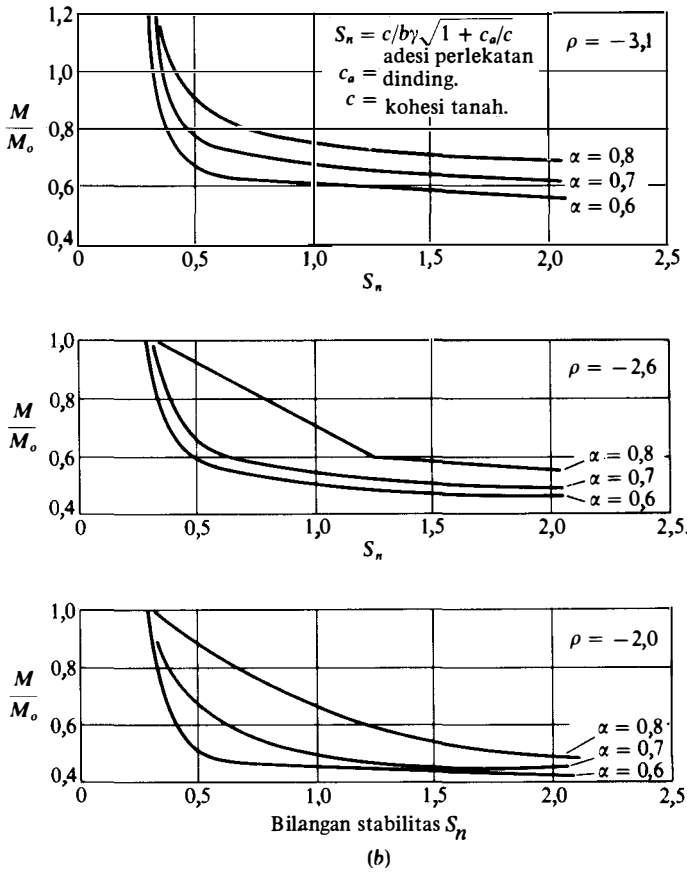 1,2
1,0
M
M_o
0,8
0,6
0,4
S_n = c/bγ√1 + c_a/c
adesi perlekatan
c_a = dinding.
c = kohesi tanah.
ρ = −3,1
α = 0,8
α = 0,7
α = 0,6
0 0,5 1,0 1,5 2,0 2,5
S_n
1,0
0,8
M
M_o
0,6
0,4
ρ = −2,6
α = 0,8
α = 0,7
α = 0,6
0 0,5 1,0 1,5 2,0 2,5.
S_n
1,0
0,8
M
M_o
0,6
0,4
ρ = −2,0
α = 0,8
α = 0,7
α = 0,6
0 0,5 1,0 1,5 2,0 2,5
Bilangan stabilitas S_n
(b)